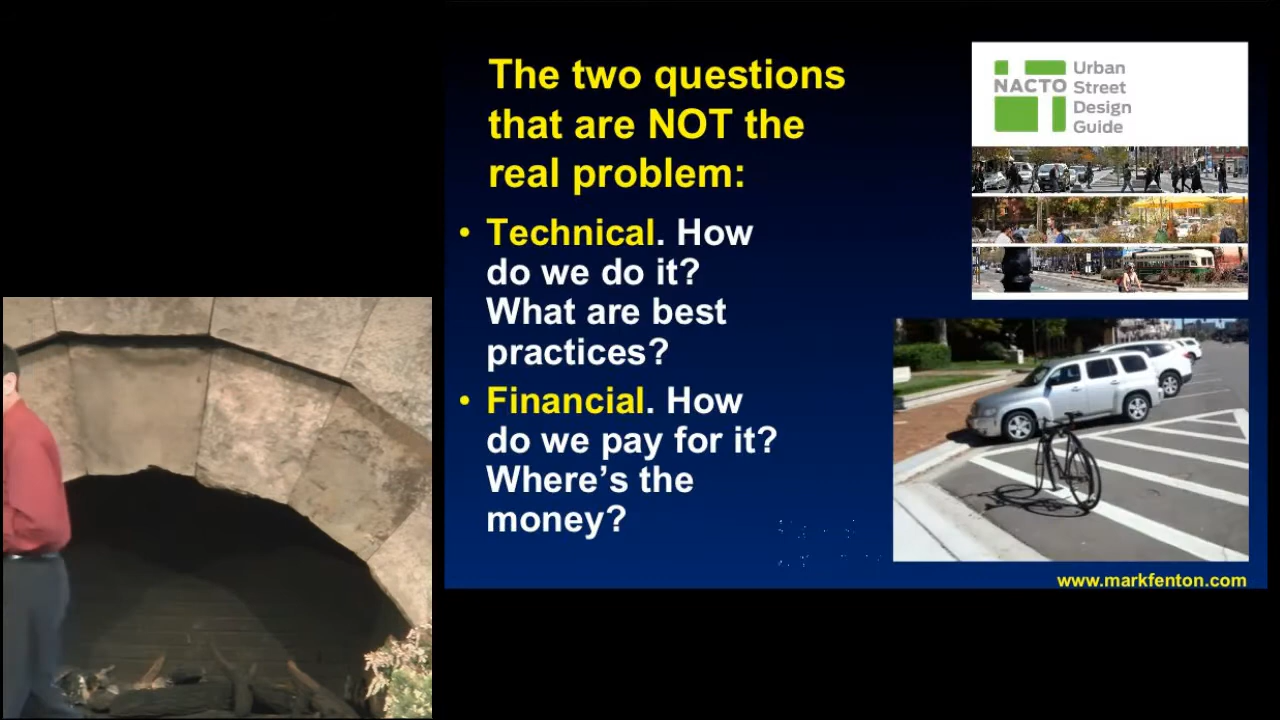 The two questions
that are NOT the
real problem:
• Technical. How
do we do it?
What are best
practices?
• Financial. How
do we pay for it?
Where's the
money?
NACTO
Urban
Street
Design
Guide
www.markfenton.com